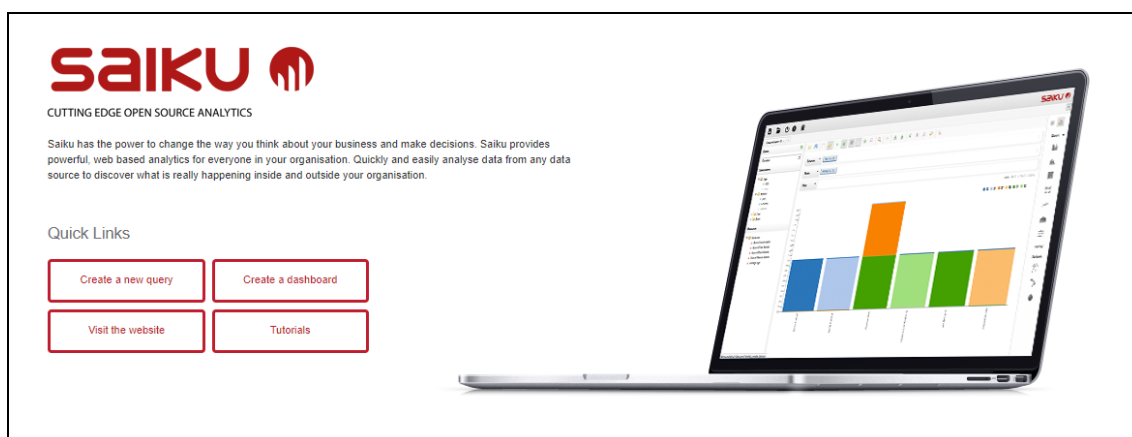 saiku
CUTTING EDGE OPEN SOURCE ANALYTICS
Saiku has the power to change the way you think about your business and make decisions. Saiku provides
powerful, web based analytics for everyone in your organisation. Quickly and easily analyse data from any data
source to discover what is really happening inside and outside your organisation.
Quick Links
Create a new query
Create a dashboard
Visit the website
Tutorials
saiku